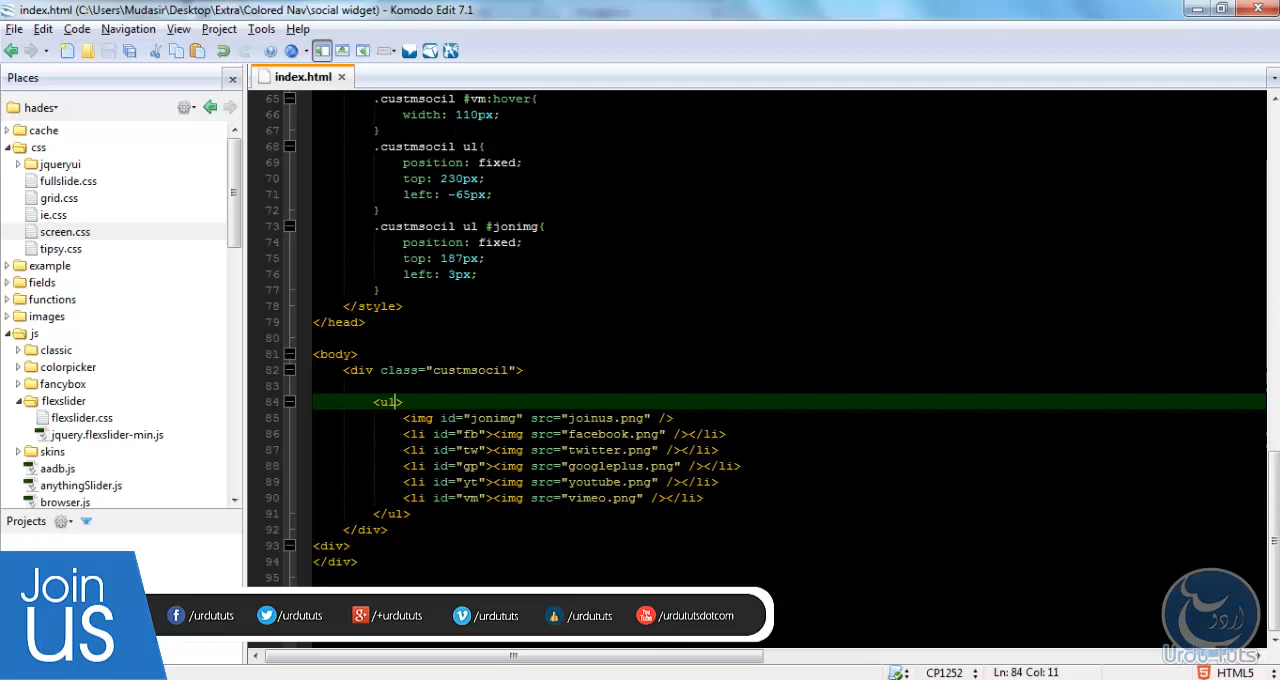 index.html (C:\Users\Mudasir\Desktop\Extra\Colored Nav\social widget) - Komodo Edit 7.1
File Edit Code Navigation View Project Tools Help
Places
index.html
hades
cache
css
jqueryui
fullslide.css
grid.css
ie.css
screen.css
tipsy.css
example
fields
functions
images
js
classic
colorpicker
fancybox
flexslider
flexslider.css
jquery.flexslider-min.js
skins
aadb.js
anythingSlider.js
browser.js
Projects
65 .custmsocil #vm:hover{
66 width: 110px;
67 }
68 .custmsocil ul{
69 position: fixed;
70 top: 230px;
71 left: -65px;
72 }
73 .custmsocil ul #jonimg{
74 position: fixed;
75 top: 187px;
76 left: 3px;
77 }
78 </style>
79 </head>
80
81 <body>
82 <div class="custmsocil">
83
84 <ul>
85 <img id="jonimg" src="joinus.png" />
86 <li id="fb"><img src="facebook.png" /></li>
87 <li id="tw"><img src="twitter.png" /></li>
88 <li id="gp"><img src="googleplus.png" /></li>
89 <li id="yt"><img src="youtube.png" /></li>
90 <li id="vm"><img src="vimeo.png" /></li>
91 </ul>
92 </div>
93 <div>
94 </div>
95
Join
us
/urdututs /urdututs /+urdututs /urdututs /urdututs /urdututsdotcom
اردو
Urdu Tuts
CP1252 Ln: 84 Col: 11 HTML5